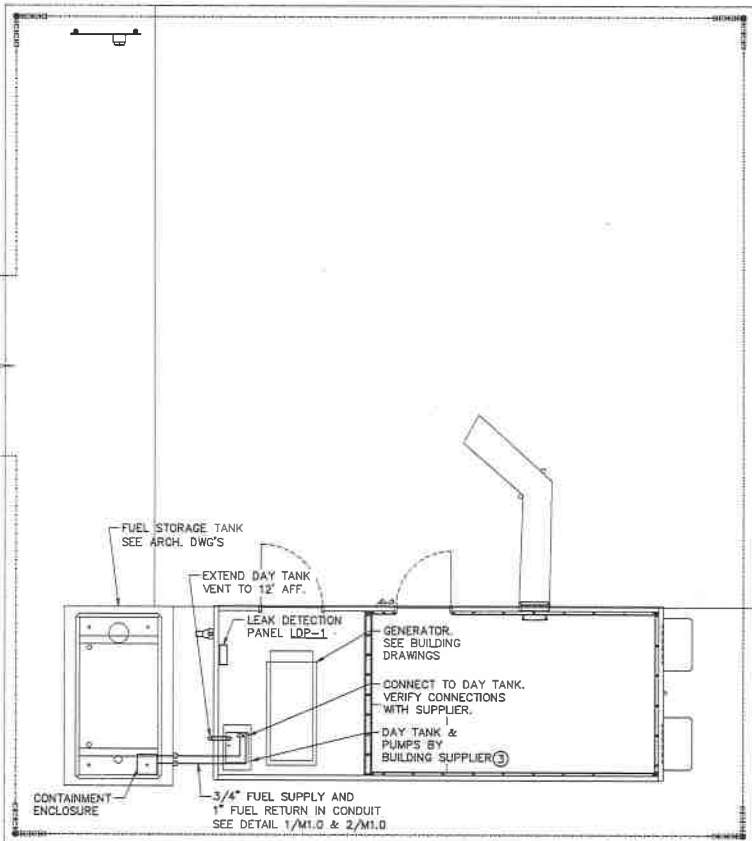 FUEL STORAGE TANK
SEE ARCH. DWG'S
EXTEND DAY TANK
VENT TO 12' AFF.
LEAK DETECTION
PANEL LDP-1
GENERATOR.
SEE BUILDING
DRAWINGS
CONNECT TO DAY TANK.
VERIFY CONNECTIONS
WITH SUPPLIER.
DAY TANK &
PUMPS BY
BUILDING SUPPLIER 3
CONTAINMENT
ENCLOSURE
3/4" FUEL SUPPLY AND
1" FUEL RETURN IN CONDUIT
SEE DETAIL 1/M1.0 & 2/M1.0